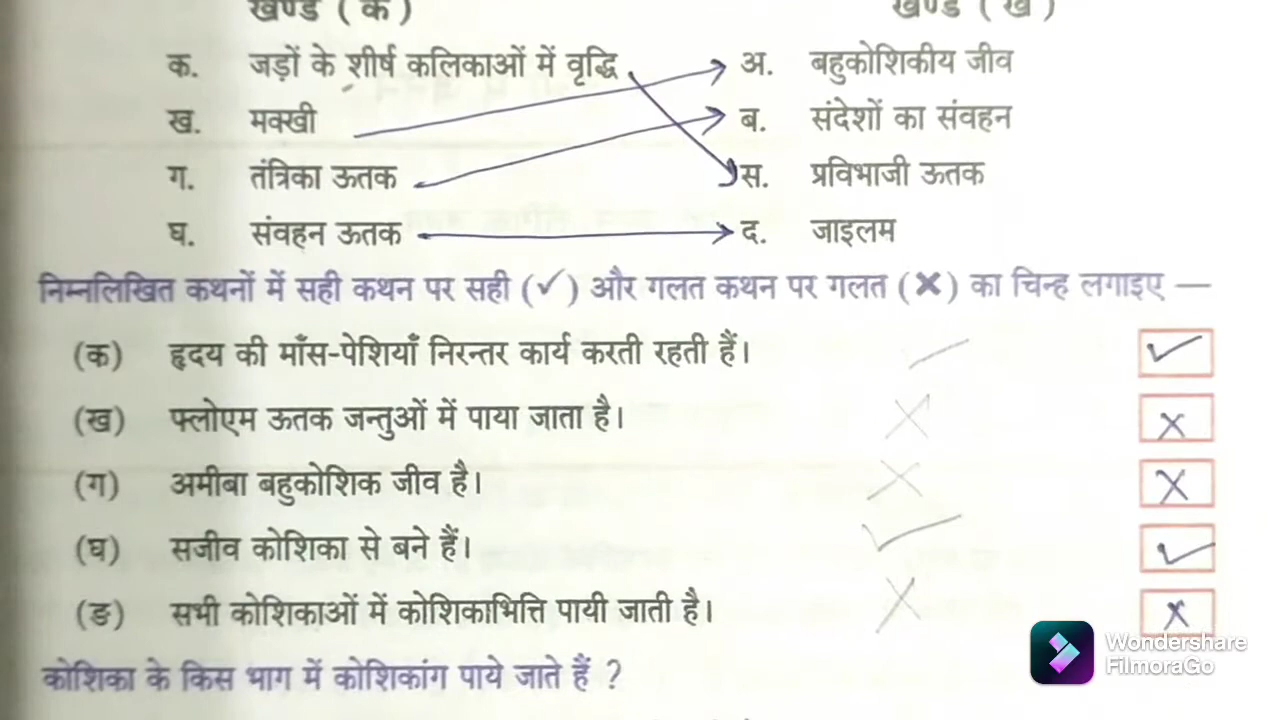 खण्ड ( क ) खण्ड ( ख )
क. जड़ों के शीर्ष कलिकाओं में वृद्धि अ. बहुकोशिकीय जीव
ख. मक्खी ब. संदेशों का संवहन
ग. तंत्रिका ऊतक स. प्रविभाजी ऊतक
घ. संवहन ऊतक द. जाइलम
निम्नलिखित कथनों में सही कथन पर सही (✓) और गलत कथन पर गलत (✗) का चिन्ह लगाइए —
(क) हृदय की माँस-पेशियाँ निरन्तर कार्य करती रहती हैं। ✓
(ख) फ्लोएम ऊतक जन्तुओं में पाया जाता है। ✗ ✗
(ग) अमीबा बहुकोशिक जीव है। ✗ ✗
(घ) सजीव कोशिका से बने हैं। ✓ ✓
(ङ) सभी कोशिकाओं में कोशिकाभित्ति पायी जाती है। ✗ ✗
कोशिका के किस भाग में कोशिकांग पाये जाते हैं ?
Wondershare
FilmoraGo